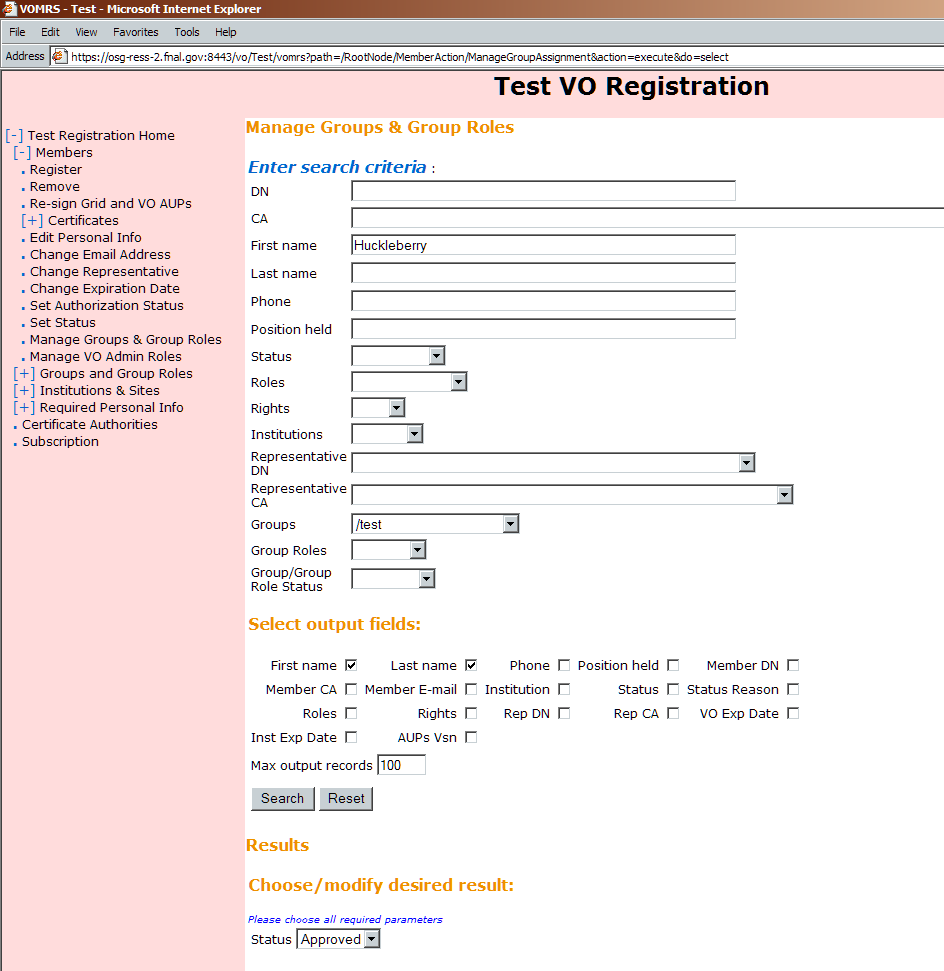 VOMRS - Test - Microsoft Internet Explorer
File Edit View Favorites Tools Help
Address https://osg-ress-2.fnal.gov:8443/vo/Test/vomrs?path=/RootNode/MemberAction/ManageGroupAssignment&action=execute&do=select
Test VO Registration
[-] Test Registration Home
[-] Members
. Register
. Remove
. Re-sign Grid and VO AUPs
[+] Certificates
. Edit Personal Info
. Change Email Address
. Change Representative
. Change Expiration Date
. Set Authorization Status
. Set Status
. Manage Groups & Group Roles
. Manage VO Admin Roles
[+] Groups and Group Roles
[+] Institutions & Sites
[+] Required Personal Info
. Certificate Authorities
. Subscription
Manage Groups & Group Roles
Enter search criteria :
DN
CA
First name Huckleberry
Last name
Phone
Position held
Status
Roles
Rights
Institutions
Representative
DN
Representative
CA
Groups /test
Group Roles
Group/Group
Role Status
Select output fields:
First name Last name Phone Position held Member DN
Member CA Member E-mail Institution Status Status Reason
Roles Rights Rep DN Rep CA VO Exp Date
Inst Exp Date AUPs Vsn
Max output records 100
Search Reset
Results
Choose/modify desired result:
Please choose all required parameters
Status Approved